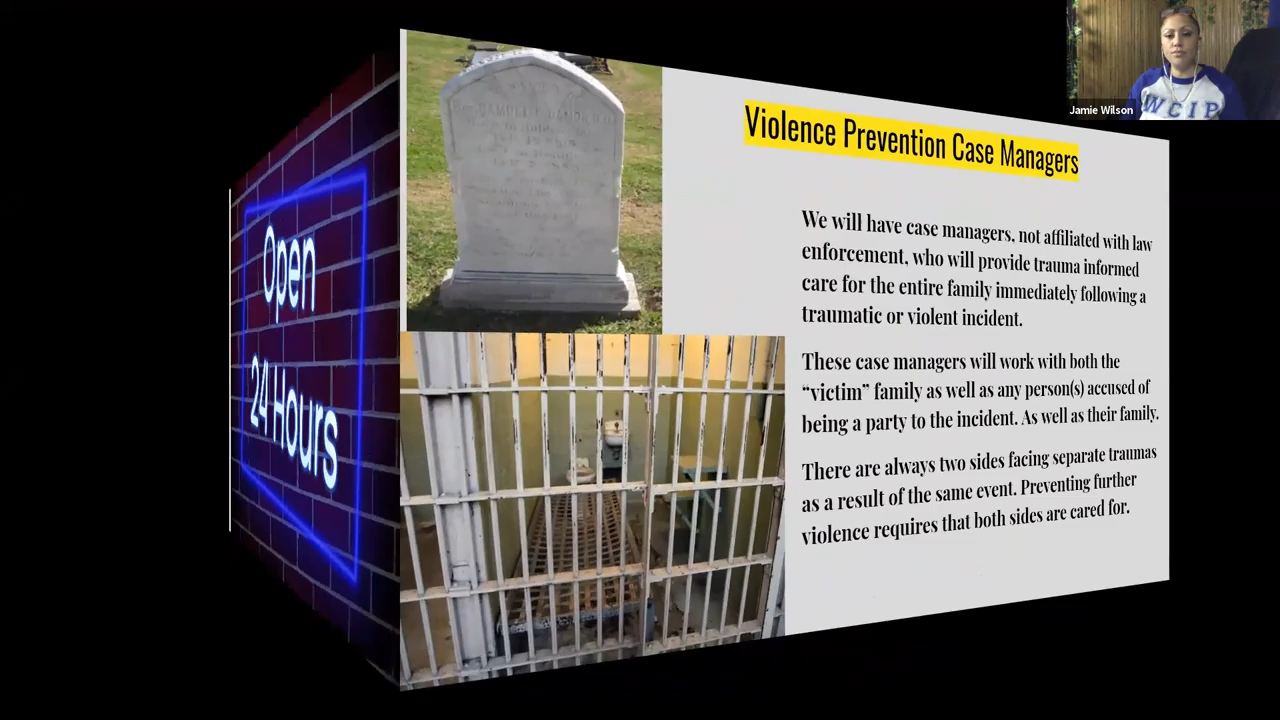 Open
24 Hours
Violence Prevention Case Managers
We will have case managers, not affiliated with law
enforcement, who will provide trauma informed
care for the entire family immediately following a
traumatic or violent incident.
These case managers will work with both the
“victim” family as well as any person(s) accused of
being a party to the incident. As well as their family.
There are always two sides facing separate traumas
as a result of the same event. Preventing further
violence requires that both sides are cared for.
WCIP
Jamie Wilson